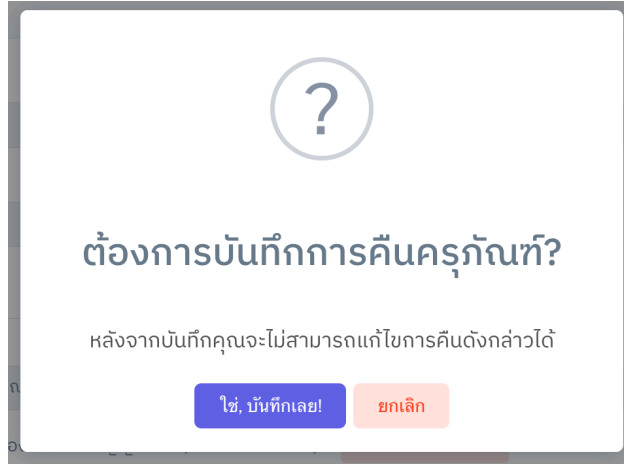 ?
ต้องการบันทึกการคืนครุภัณฑ์?
หลังจากบันทึกคุณจะไม่สามารถแก้ไขการคืนดังกล่าวได้
ใช่, บันทึกเลย!
ยกเลิก